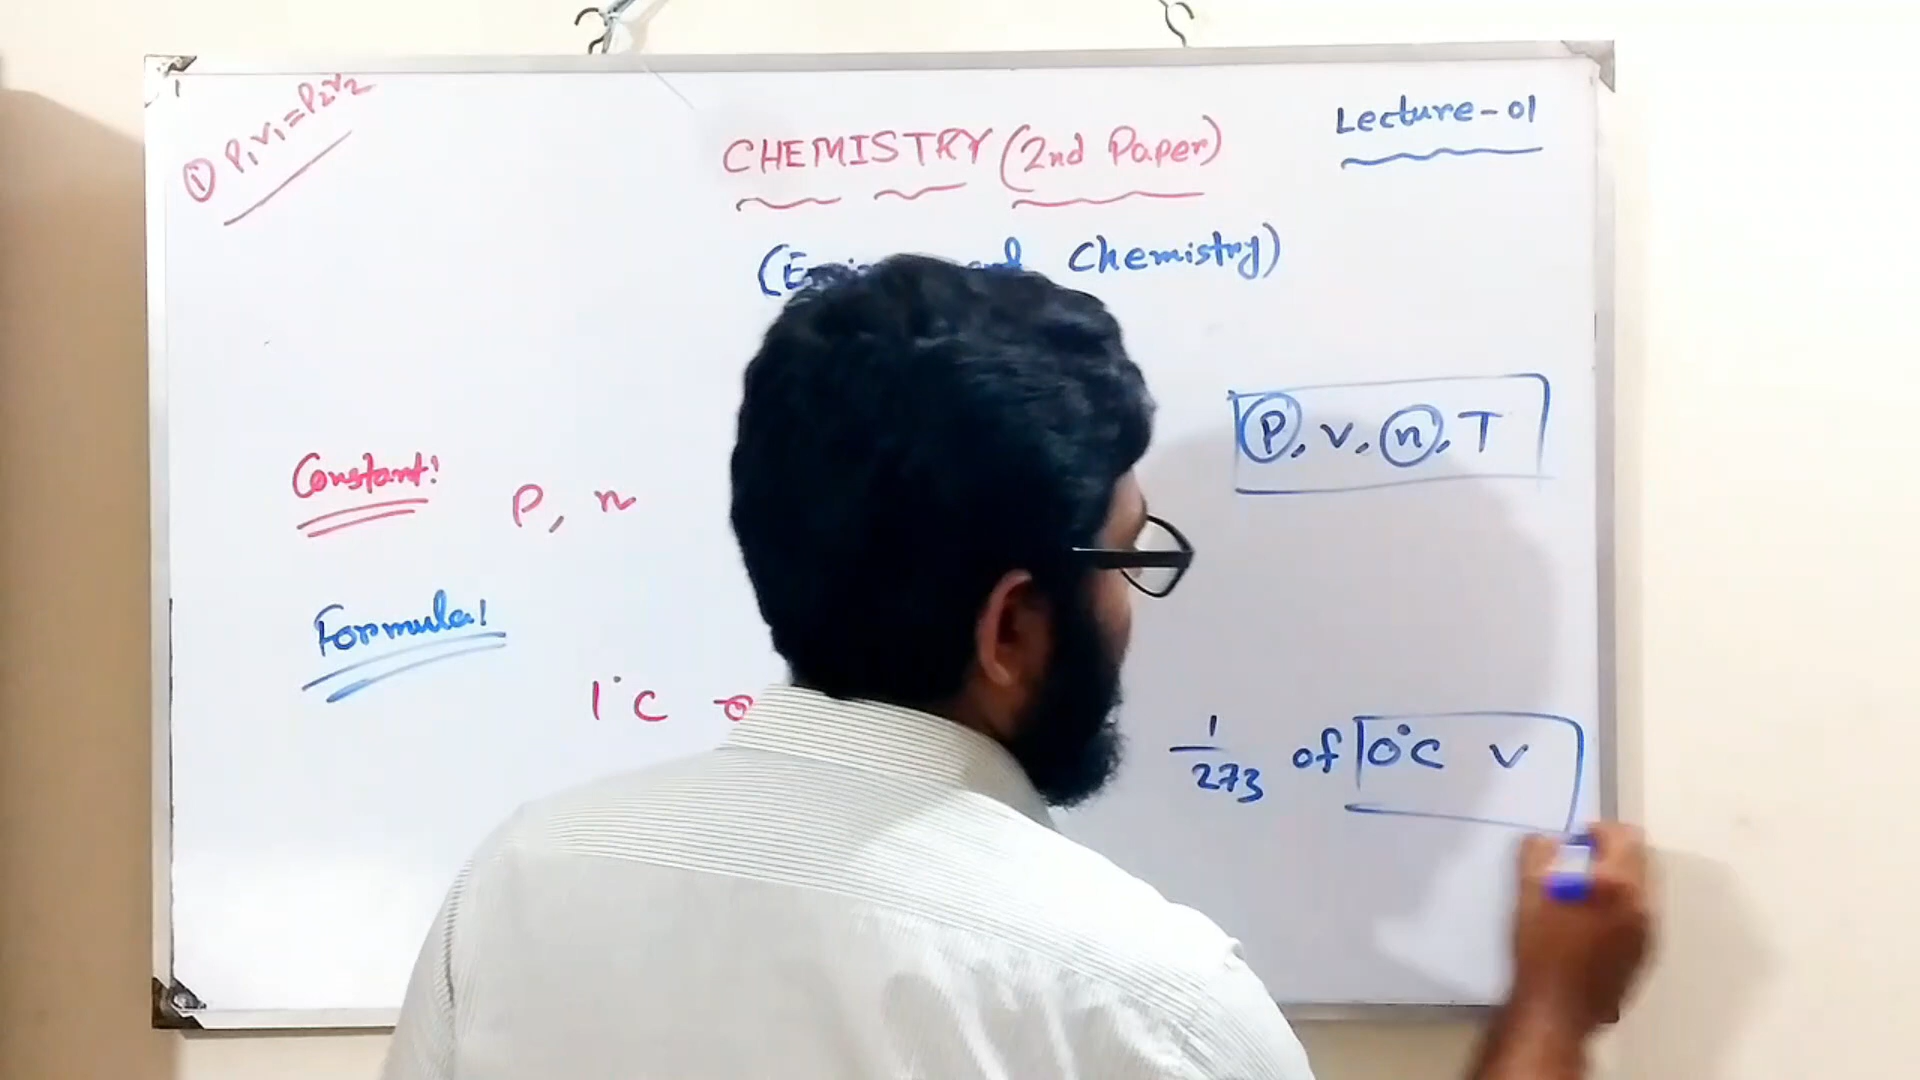 ① P₁V₁=P₂V₂
CHEMISTRY (2nd Paper)
Lecture-01
Chemistry)
P, V, n, T
Constant:
P, n
Formula:
1°C
1/273 of 0°C V